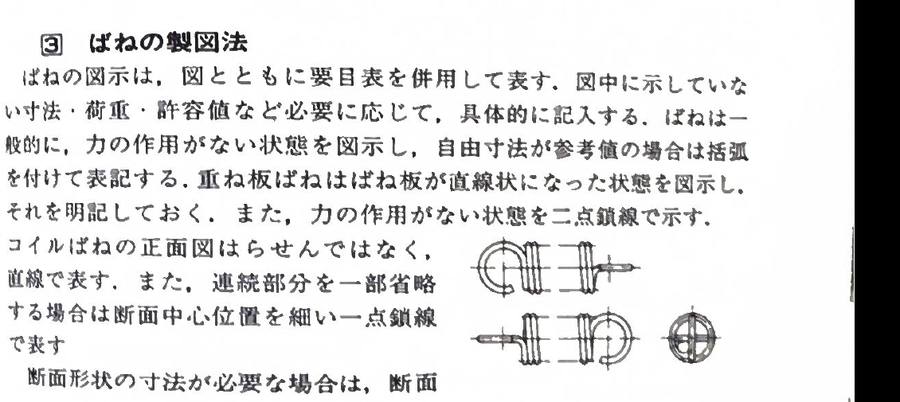 3 ばねの製図法
ばねの図示は，図とともに要目表を併用して表す．図中に示していな
い寸法・荷重・許容値など必要に応じて，具体的に記入する．ばねは一
般的に，力の作用がない状態を図示し，自由寸法が参考値の場合は括弧
を付けて表記する．重ね板ばねはばね板が直線状になった状態を図示し，
それを明記しておく．また，力の作用がない状態を二点鎖線で示す．
コイルばねの正面図はらせんではなく，
直線で表す．また，連続部分を一部省略
する場合は断面中心位置を細い一点鎖線
で表す
断面形状の寸法が必要な場合は，断面